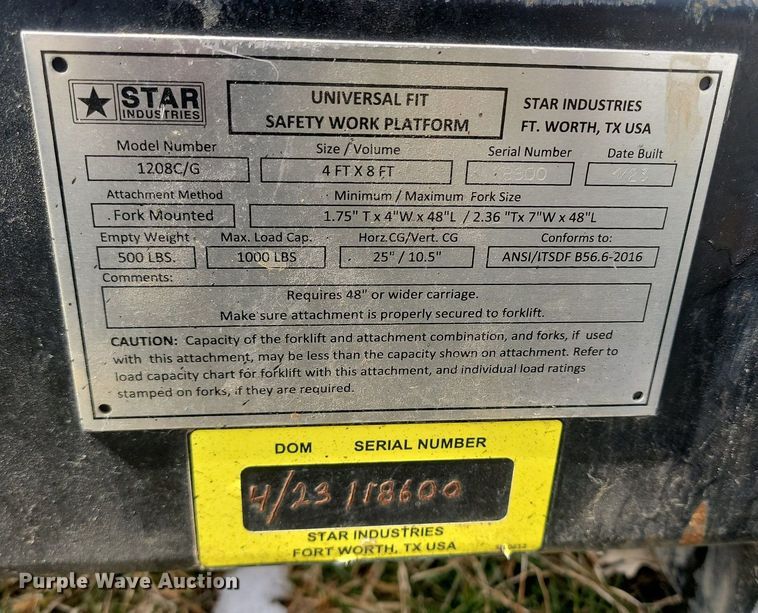 STAR
INDUSTRIES
UNIVERSAL FIT
SAFETY WORK PLATFORM
STAR INDUSTRIES
FT. WORTH, TX USA
Model Number Size / Volume Serial Number Date Built
1208C/G 4 FT X 8 FT
Attachment Method Minimum / Maximum Fork Size
Fork Mounted 1.75" T x 4"W x 48"L / 2.36 "Tx 7"W x 48"L
Empty Weight Max. Load Cap. Horz.CG/Vert. CG Conforms to:
500 LBS. 1000 LBS 25" / 10.5" ANSI/ITSDF B56.6-2016
Comments:
Requires 48" or wider carriage.
Make sure attachment is properly secured to forklift.
CAUTION: Capacity of the forklift and attachment combination, and forks, if used
with this attachment, may be less than the capacity shown on attachment. Refer to
load capacity chart for forklift with this attachment, and individual load ratings
stamped on forks, if they are required.
DOM SERIAL NUMBER
4/23 118600
STAR INDUSTRIES
FORT WORTH, TX USA
Purple Wave Auction